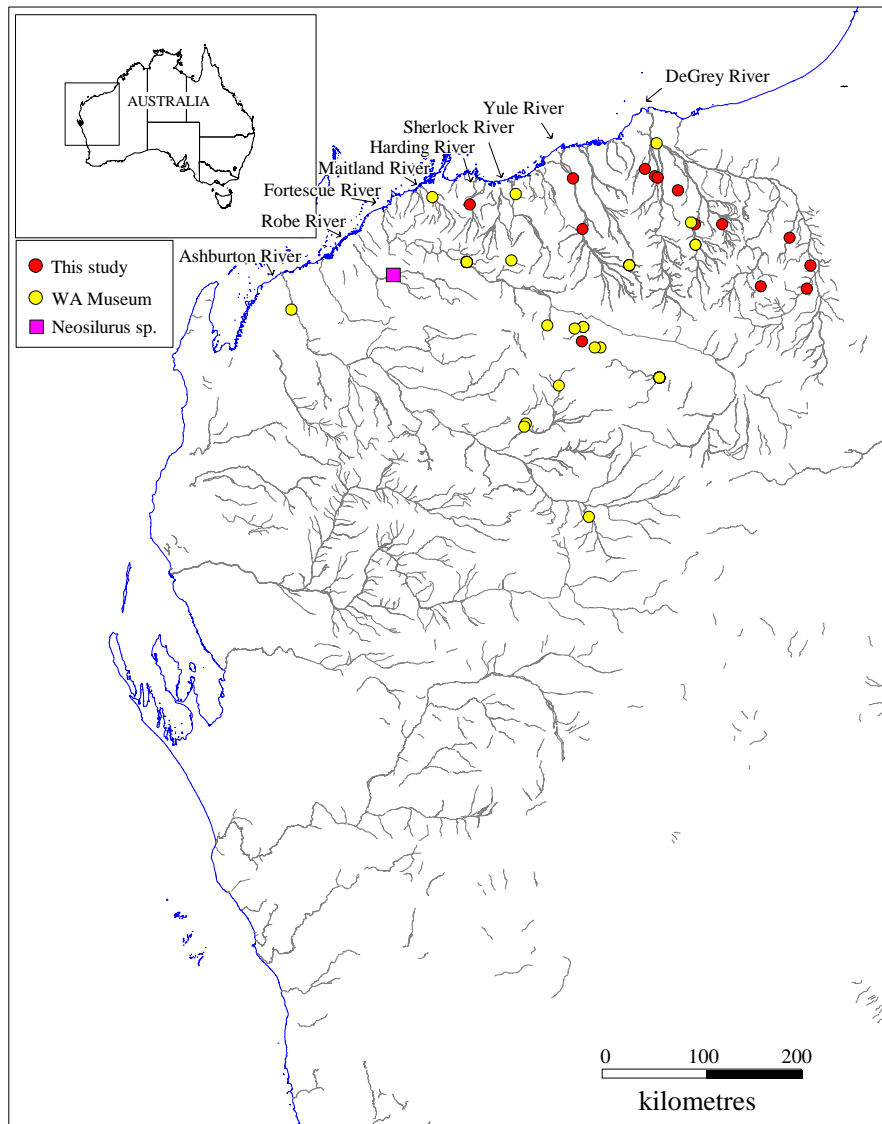 AUSTRALIA
DeGrey River
Yule River
Sherlock River
Harding River
Maitland River
Fortescue River
Robe River
Ashburton River
This study
WA Museum
Neosilurus sp.
0 100 200
kilometres